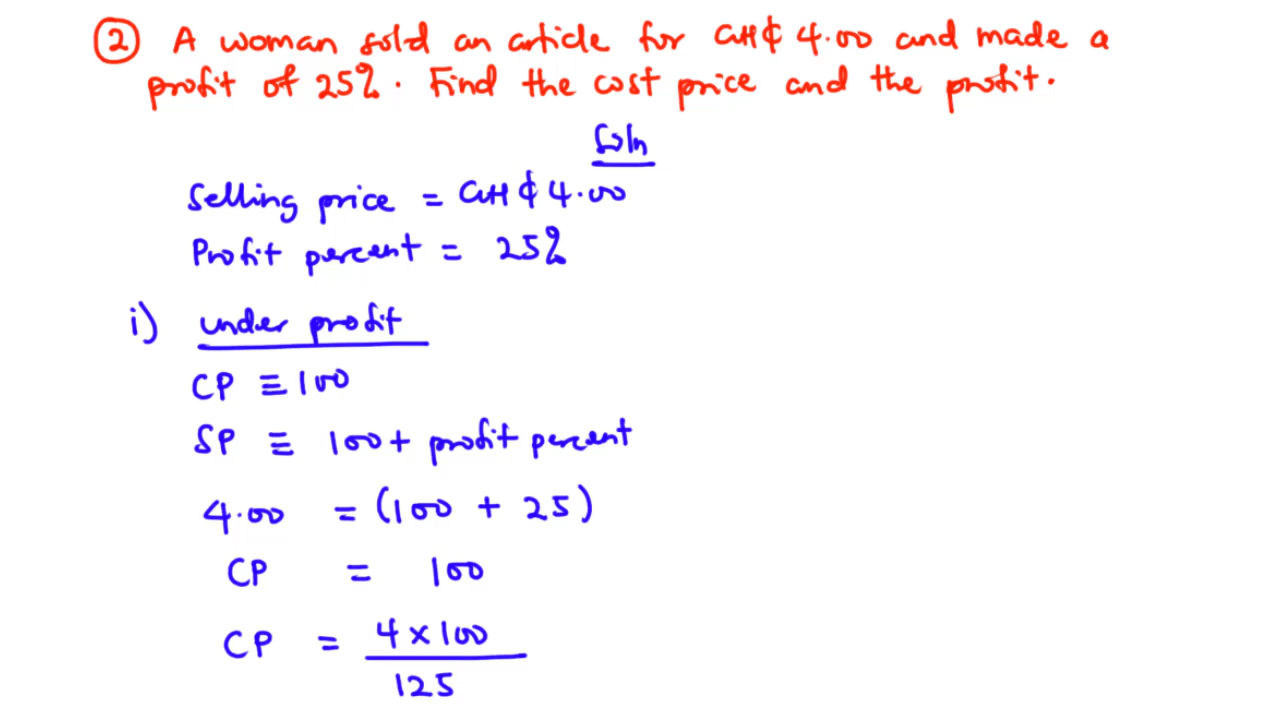 ② A woman sold an article for GH¢ 4.00 and made a
profit of 25%. Find the cost price and the profit.
Soln
Selling price = GH¢ 4.00
Profit percent = 25%
i) under profit
CP ≡ 100
SP ≡ 100 + profit percent
4.00 = (100 + 25)
CP = 100
CP = 4 × 100
125